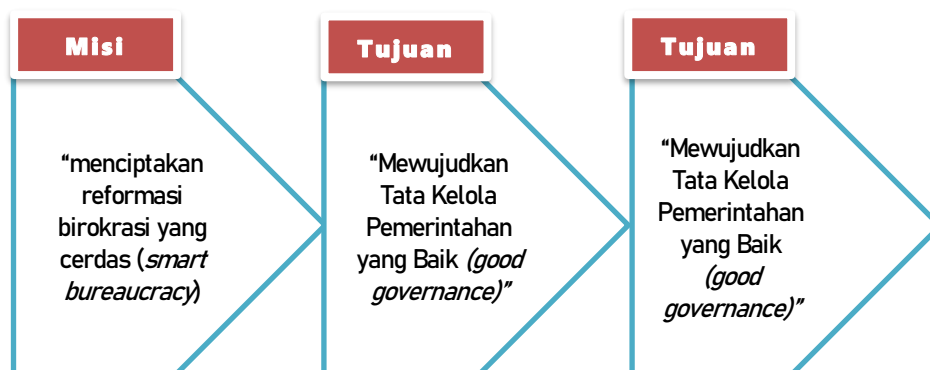 Misi
“menciptakan
reformasi
birokrasi yang
cerdas (smart
bureaucracy)
Tujuan
“Mewujudkan
Tata Kelola
Pemerintahan
yang Baik (good
governance)”
Tujuan
“Mewujudkan
Tata Kelola
Pemerintahan
yang Baik
(good
governance)”